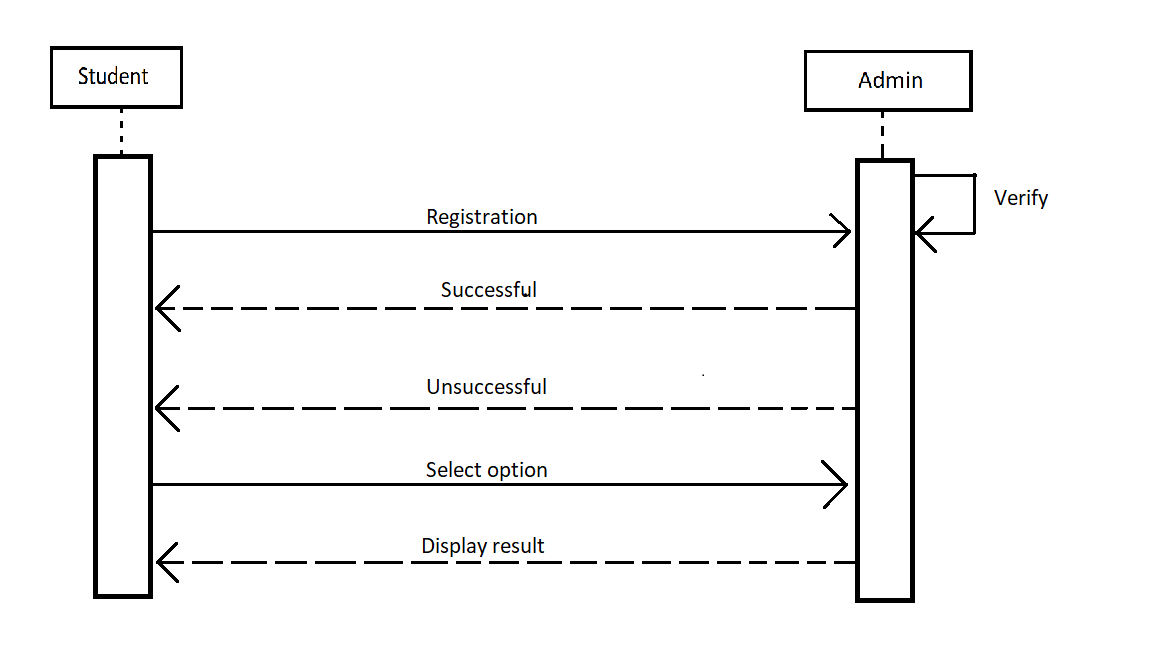 Student
Admin
Verify
Registration
Successful
Unsuccessful
Select option
Display result